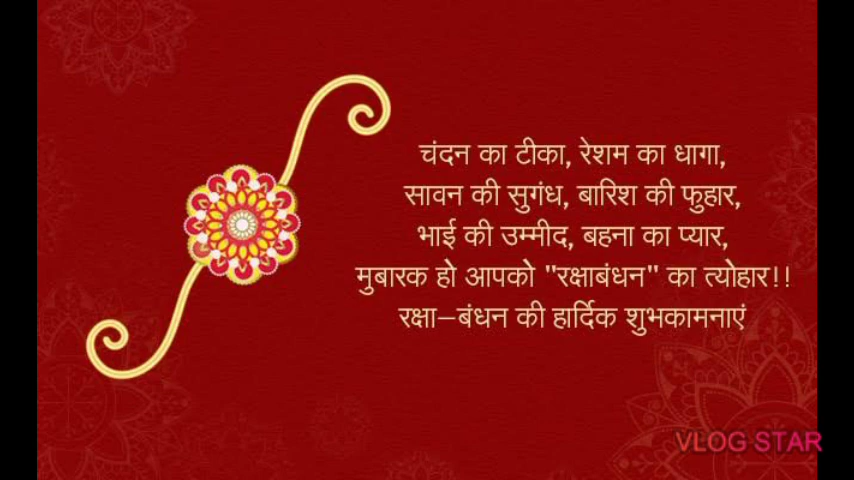 चंदन का टीका, रेशम का धागा,
सावन की सुगंध, बारिश की फुहार,
भाई की उम्मीद, बहना का प्यार,
मुबारक हो आपको "रक्षाबंधन" का त्योहार!!
रक्षा–बंधन की हार्दिक शुभकामनाएं
VLOG STAR